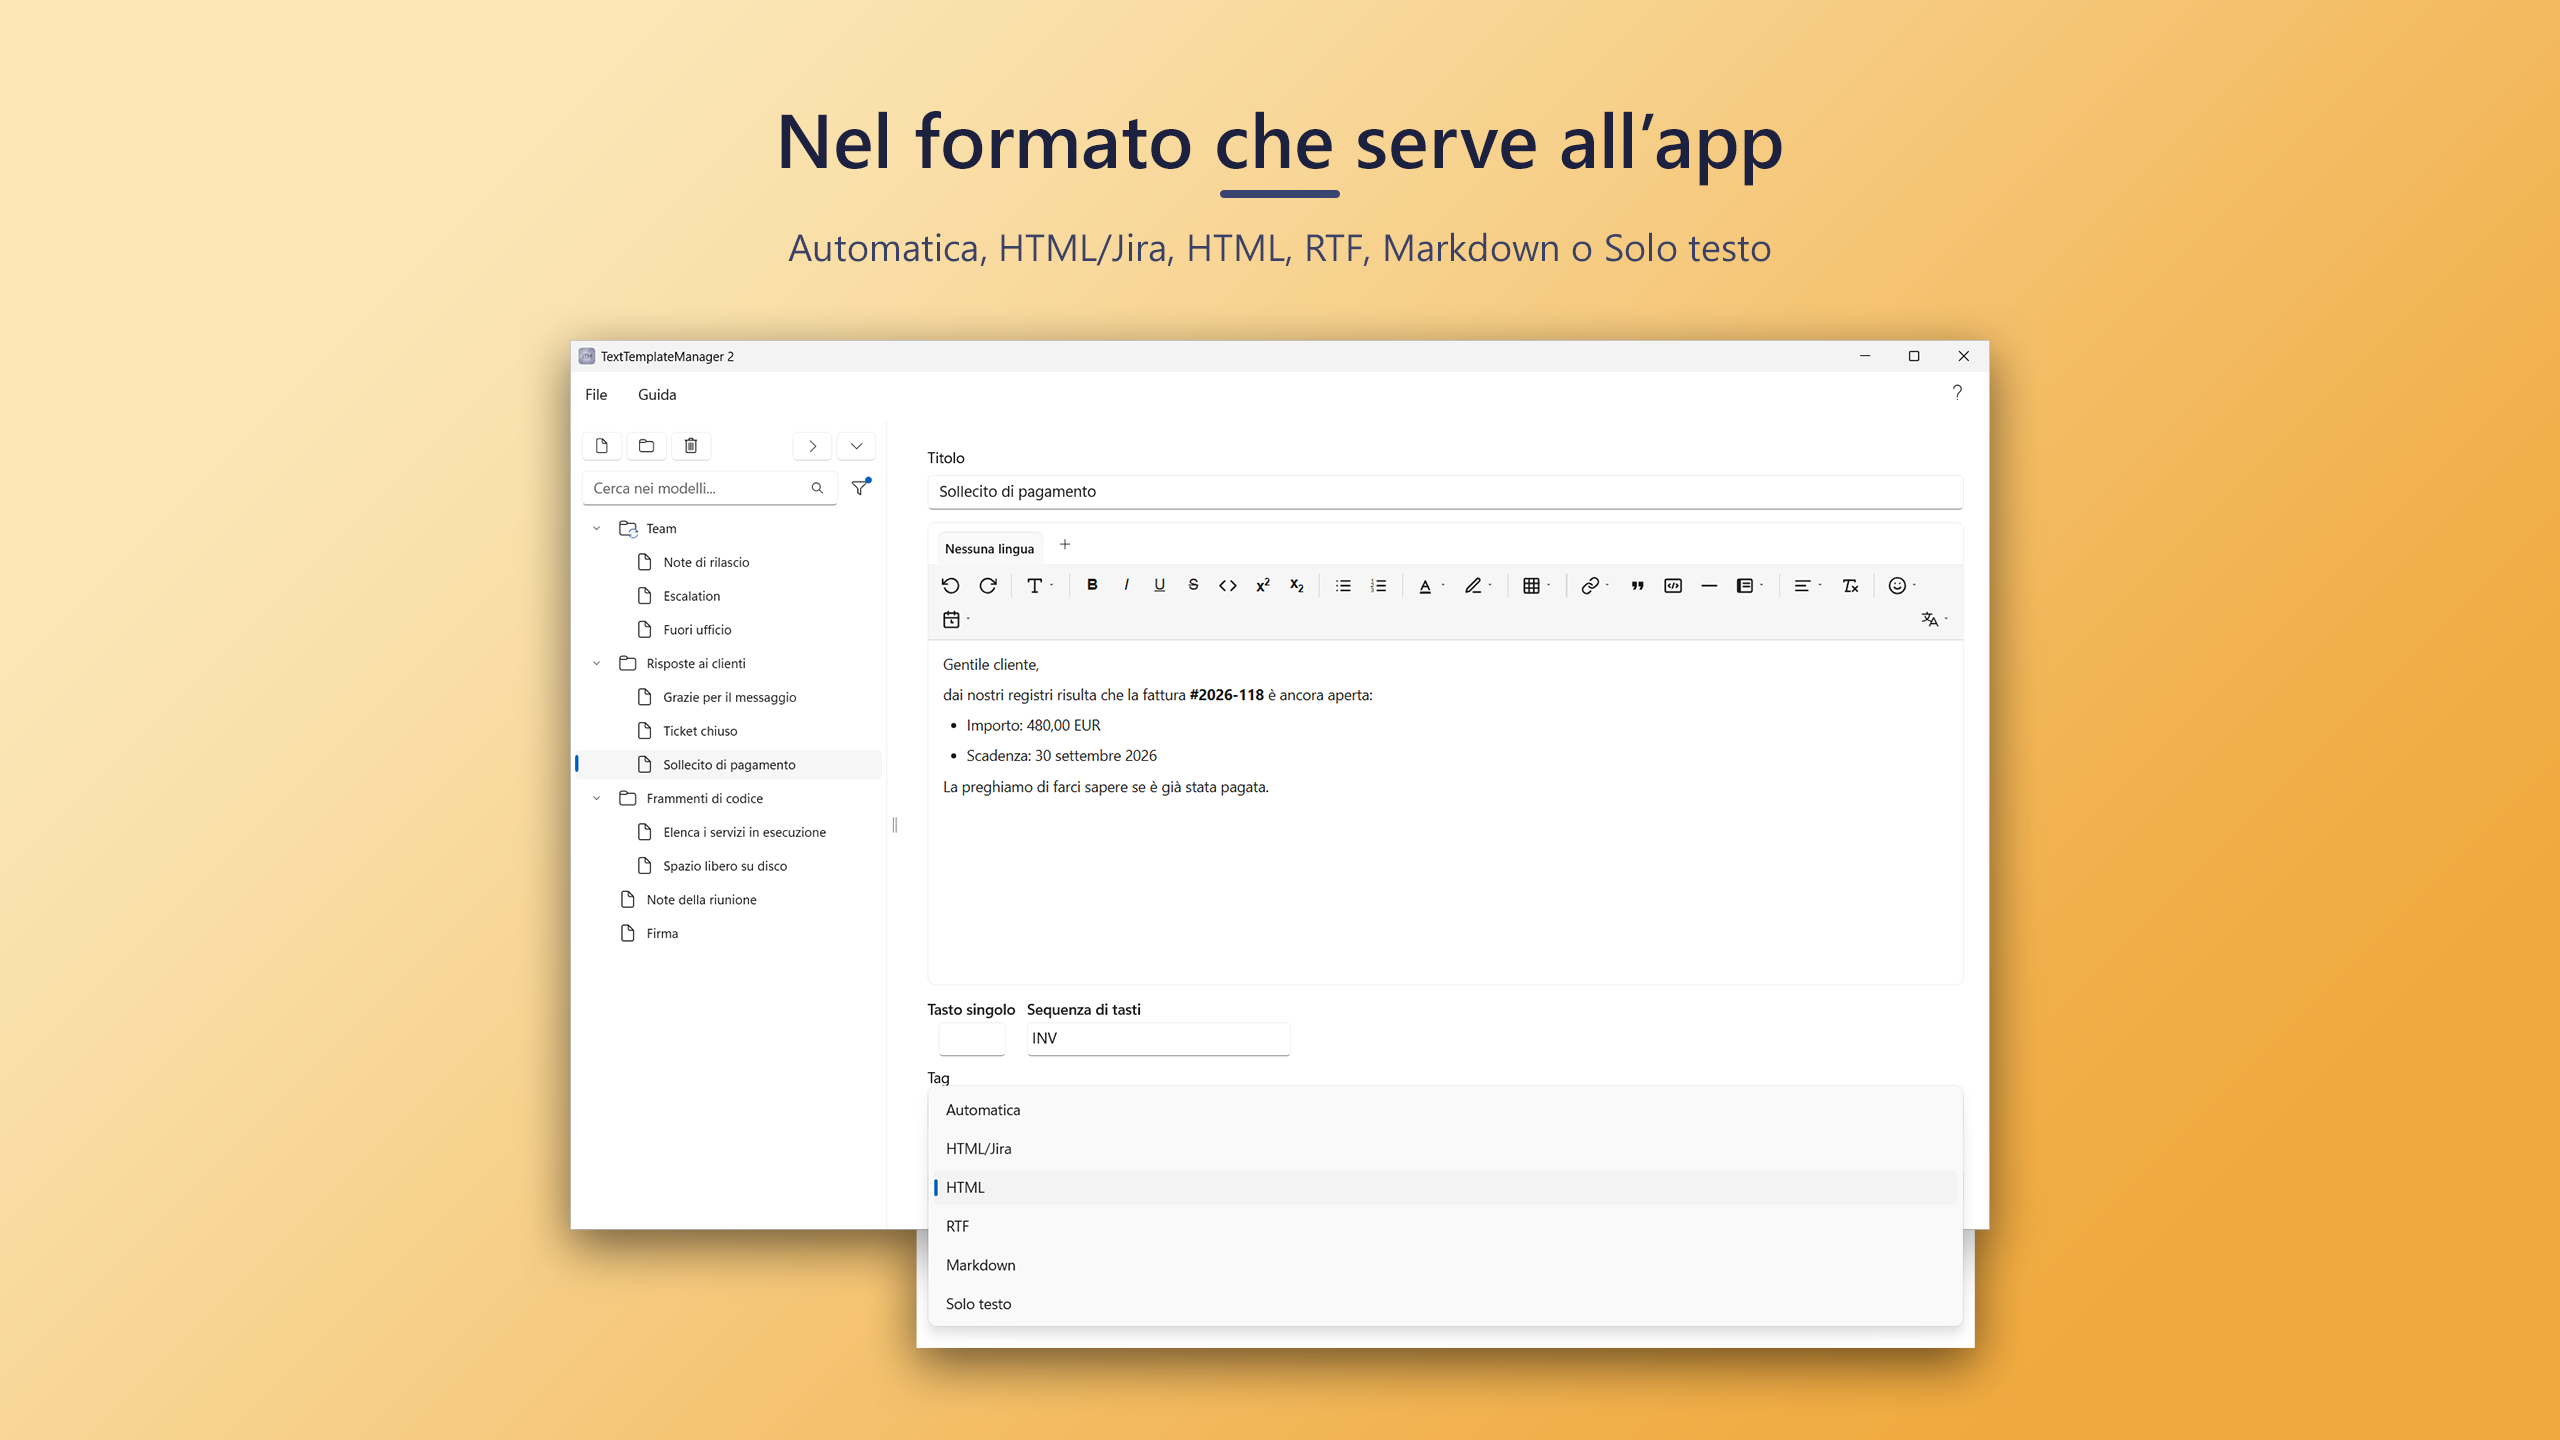 Nel formato che serve all’app
Automatica, HTML/Jira, HTML, RTF, Markdown o Solo testo
TextTemplateManager 2
File Guida
Cerca nei modelli...
Team
Note di rilascio
Escalation
Fuori ufficio
Risposte ai clienti
Grazie per il messaggio
Ticket chiuso
Sollecito di pagamento
Frammenti di codice
Elenca i servizi in esecuzione
Spazio libero su disco
Note della riunione
Firma
Titolo
Sollecito di pagamento
Nessuna lingua
Gentile cliente,
dai nostri registri risulta che la fattura #2026-118 è ancora aperta:
• Importo: 480,00 EUR
• Scadenza: 30 settembre 2026
La preghiamo di farci sapere se è già stata pagata.
Tasto singolo Sequenza di tasti
INV
Tag
Automatica
HTML/Jira
HTML
RTF
Markdown
Solo testo